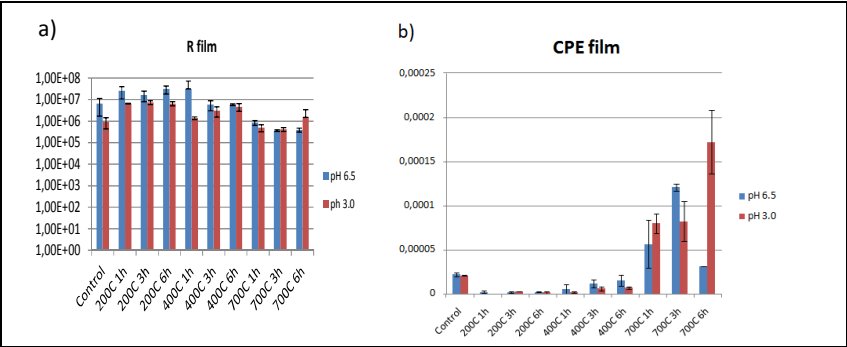 a)
R film
1,00E+08
1,00E+07
1,00E+06
1,00E+05
1,00E+04
1,00E+03
1,00E+02
1,00E+01
1,00E+00
Control
200C 1h
200C 3h
200C 6h
400C 1h
400C 3h
400C 6h
700C 1h
700C 3h
700C 6h
pH 6.5
ph 3.0
b)
CPE film
0,00025
0,0002
0,00015
0,0001
0,00005
0
Control
200C 1h
200C 3h
200C 6h
400C 1h
400C 3h
400C 6h
700C 1h
700C 3h
700C 6h
pH 6.5
pH 3.0